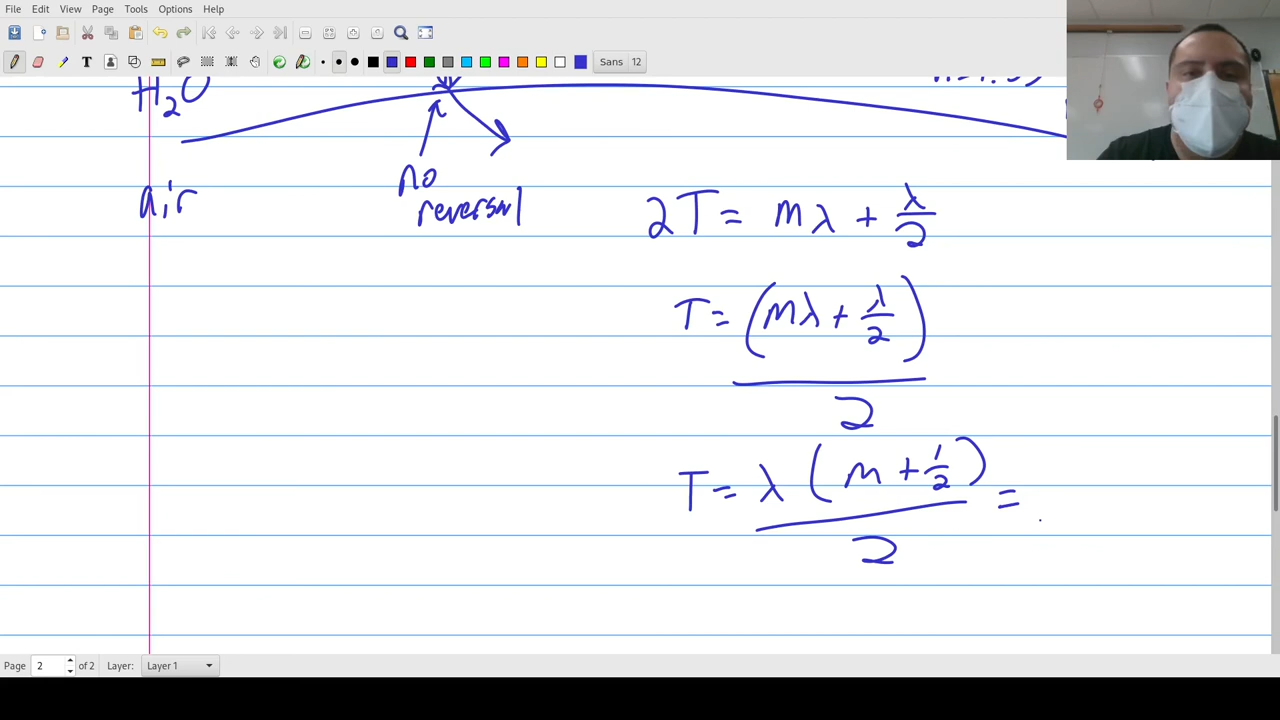 File Edit View Page Tools Options Help
Sans 12
H₂O
air
no
reversal
2T = mλ + λ/2
T = (mλ + λ/2)/2
T = λ(m + 1/2)/2 =
Page 2 of 2 Layer: Layer 1